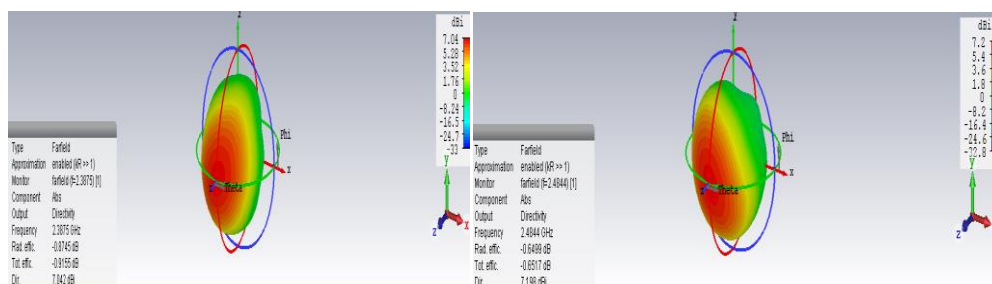 y
dBi
7.04
5.28
3.52
1.76
0
-8.24
-16.5
-24.7
-33
Phi
x
z
Theta
y
x
z
Type Farfield
Approximation enabled (kR >> 1)
Monitor farfield (f=2.3875) [1]
Component Abs
Output Directivity
Frequency 2.3875 GHz
Rad. effic. -0.8745 dB
Tot. effic. -0.9155 dB
Dir. 7.042 dBi
y
dBi
7.2
5.4
3.6
1.8
0
-8.2
-16.4
-24.6
-32.8
Phi
x
z
Theta
y
x
z
Type Farfield
Approximation enabled (kR >> 1)
Monitor farfield (f=2.4844) [1]
Component Abs
Output Directivity
Frequency 2.4844 GHz
Rad. effic. -0.6499 dB
Tot. effic. -0.6517 dB
Dir. 7.198 dBi